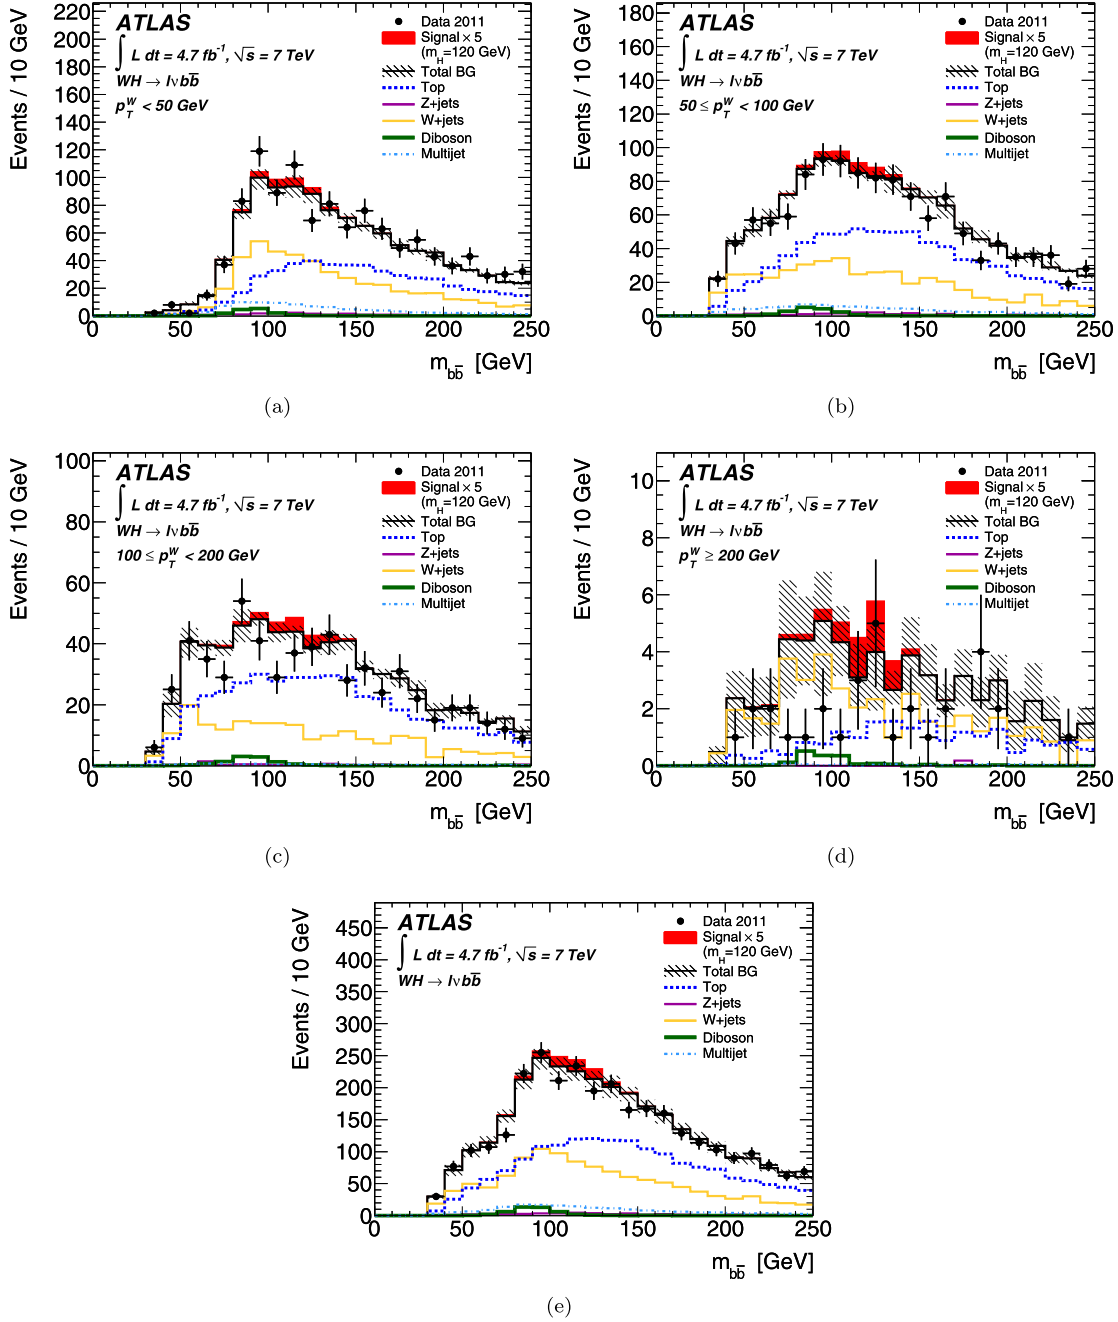 ATLAS
∫ L dt = 4.7 fb⁻¹, √s = 7 TeV
WH → lνbb̅
p_T^W < 50 GeV
Data 2011
Signal × 5
(m_H=120 GeV)
Total BG
Top
Z+jets
W+jets
Diboson
Multijet
Events / 10 GeV
220
200
180
160
140
120
100
80
60
40
20
0
0 50 100 150 200 250
m_bb̅ [GeV]
(a)
ATLAS
∫ L dt = 4.7 fb⁻¹, √s = 7 TeV
WH → lνbb̅
50 ≤ p_T^W < 100 GeV
Data 2011
Signal × 5
(m_H=120 GeV)
Total BG
Top
Z+jets
W+jets
Diboson
Multijet
Events / 10 GeV
180
160
140
120
100
80
60
40
20
0
0 50 100 150 200 250
m_bb̅ [GeV]
(b)
ATLAS
∫ L dt = 4.7 fb⁻¹, √s = 7 TeV
WH → lνbb̅
100 ≤ p_T^W < 200 GeV
Data 2011
Signal × 5
(m_H=120 GeV)
Total BG
Top
Z+jets
W+jets
Diboson
Multijet
Events / 10 GeV
100
80
60
40
20
0
0 50 100 150 200 250
m_bb̅ [GeV]
(c)
ATLAS
∫ L dt = 4.7 fb⁻¹, √s = 7 TeV
WH → lνbb̅
p_T^W ≥ 200 GeV
Data 2011
Signal × 5
(m_H=120 GeV)
Total BG
Top
Z+jets
W+jets
Diboson
Multijet
Events / 10 GeV
10
8
6
4
2
0
0 50 100 150 200 250
m_bb̅ [GeV]
(d)
ATLAS
∫ L dt = 4.7 fb⁻¹, √s = 7 TeV
WH → lνbb̅
Data 2011
Signal × 5
(m_H=120 GeV)
Total BG
Top
Z+jets
W+jets
Diboson
Multijet
Events / 10 GeV
450
400
350
300
250
200
150
100
50
0
0 50 100 150 200 250
m_bb̅ [GeV]
(e)